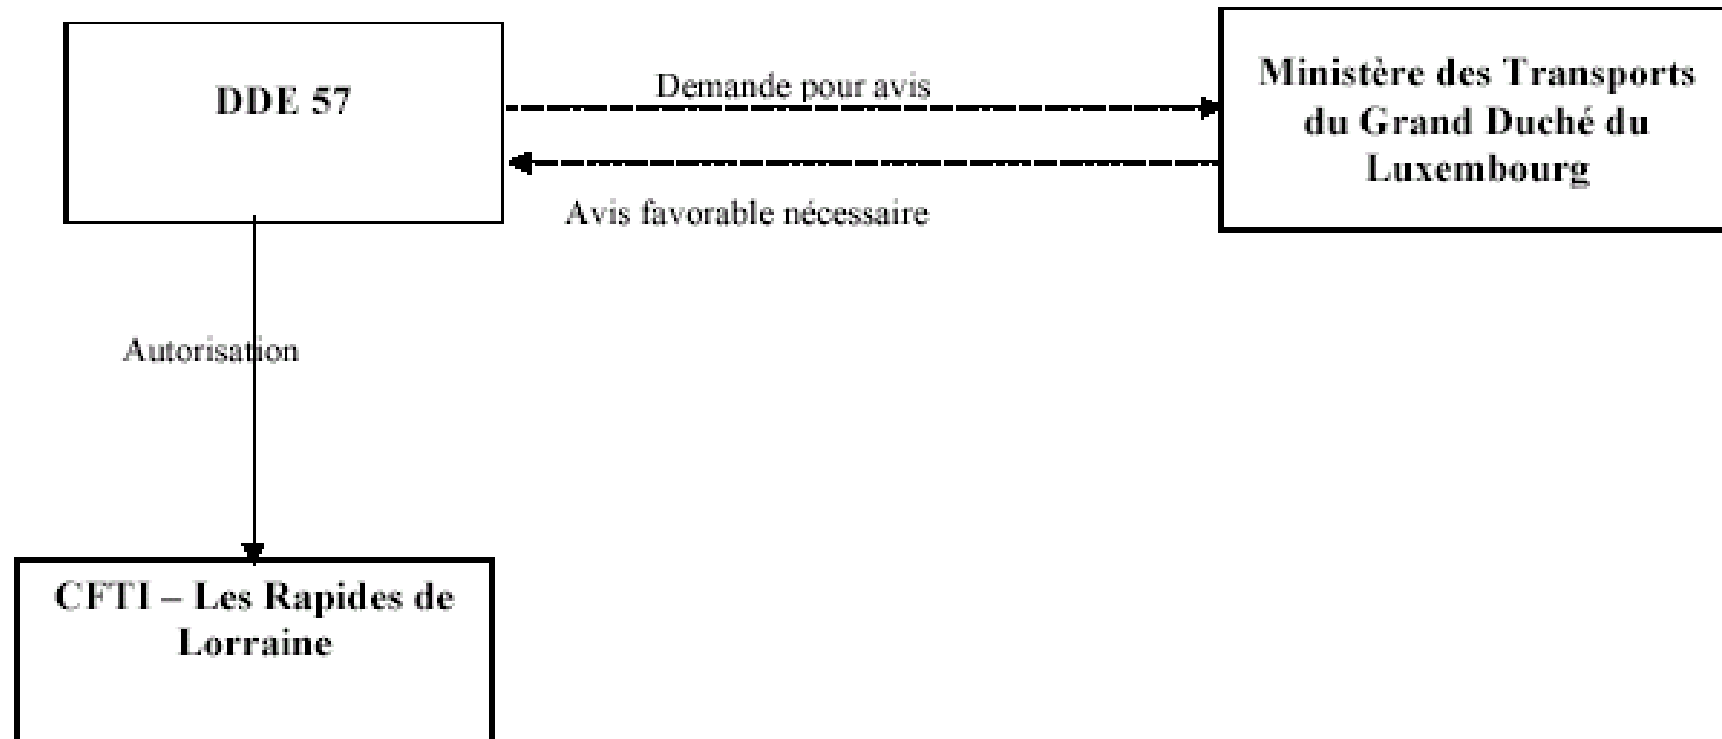 DDE 57
Demande pour avis
Ministère des Transports
du Grand Duché du
Luxembourg
Avis favorable nécessaire
Autorisation
CFTI – Les Rapides de
Lorraine